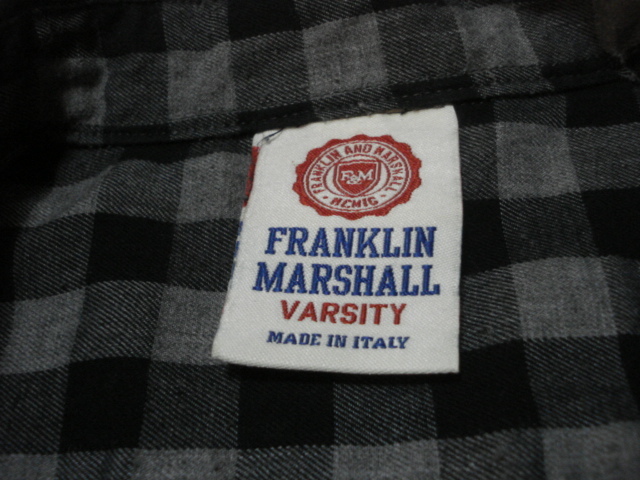 FRANKLIN AND MARSHALL
F&M
MCMIC
FRANKLIN
MARSHALL
VARSITY
MADE IN ITALY